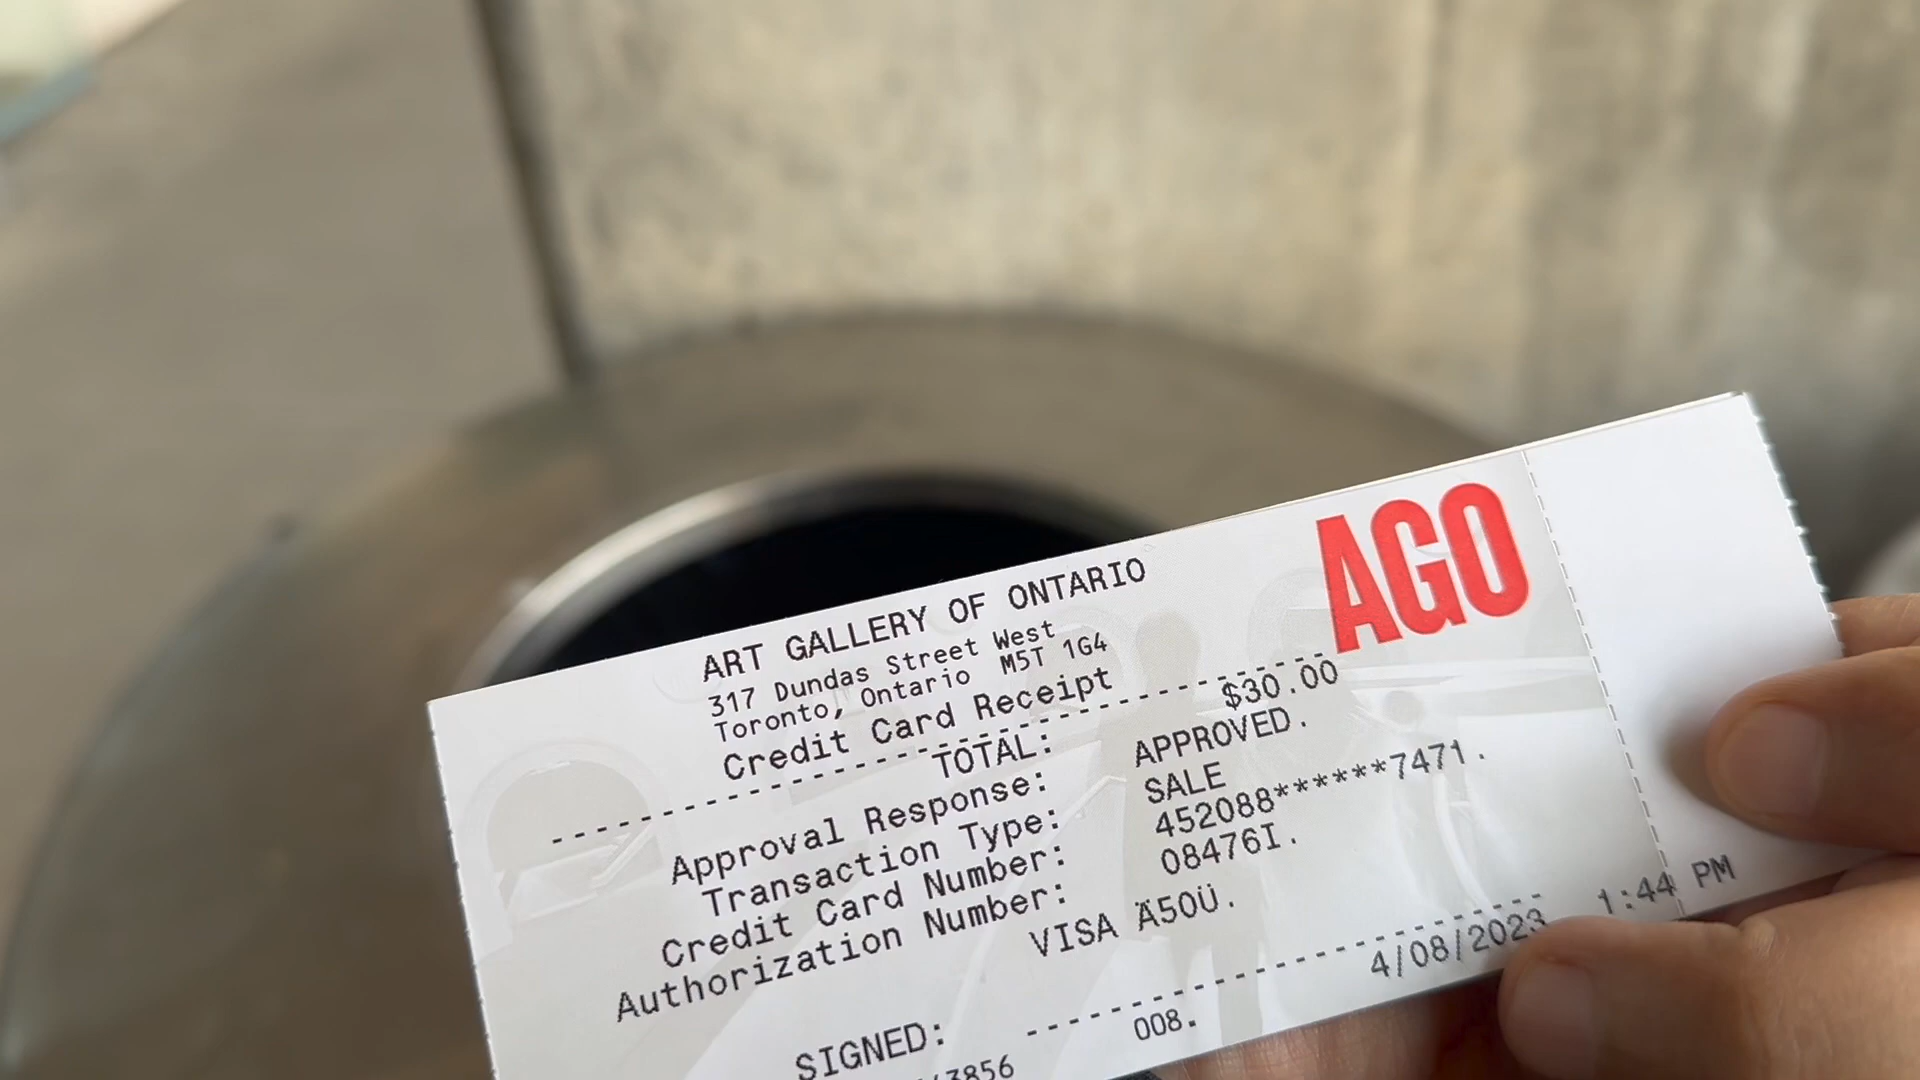 AGO
ART GALLERY OF ONTARIO
317 Dundas Street West
Toronto, Ontario M5T 1G4
Credit Card Receipt
TOTAL: $30.00
Approval Response: APPROVED.
Transaction Type: SALE
Credit Card Number: 452088******7471.
Authorization Number: 08476I.
VISA Ä50Ü.
SIGNED:
008. 4/08/2023 1:44 PM